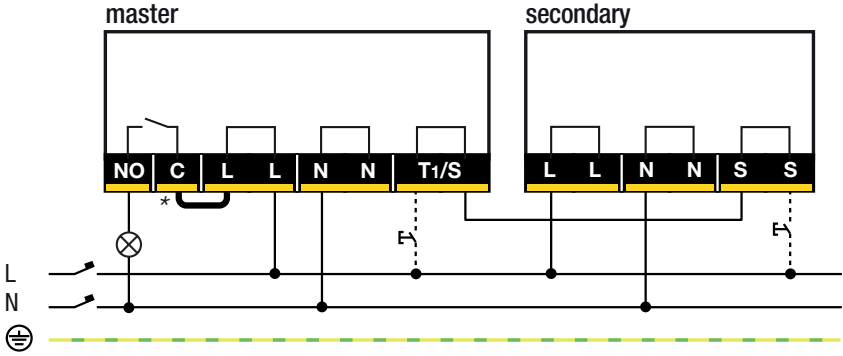 master
secondary
NO C L L N N T1/S
L L N N S S
*
L
N